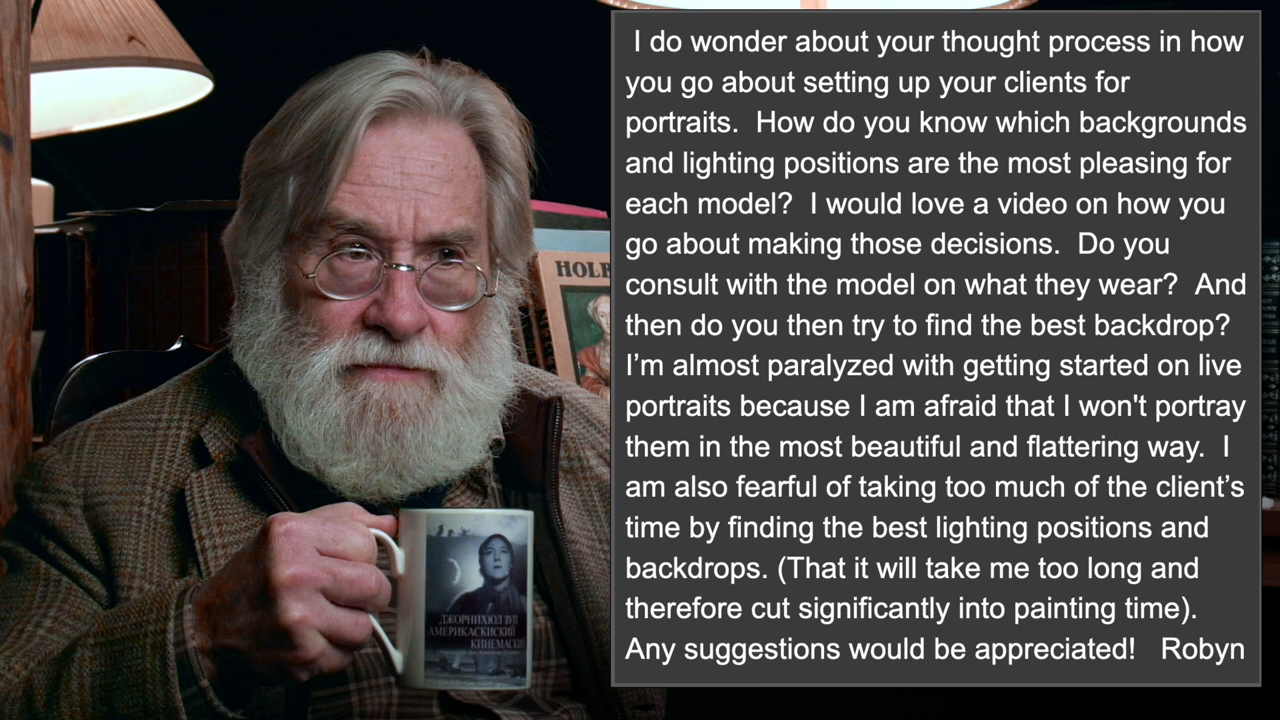 I do wonder about your thought process in how
you go about setting up your clients for
portraits.  How do you know which backgrounds
and lighting positions are the most pleasing for
each model?  I would love a video on how you
go about making those decisions.  Do you
consult with the model on what they wear?  And
then do you then try to find the best backdrop?
I’m almost paralyzed with getting started on live
portraits because I am afraid that I won't portray
them in the most beautiful and flattering way.  I
am also fearful of taking too much of the client’s
time by finding the best lighting positions and
backdrops. (That it will take me too long and
therefore cut significantly into painting time).
Any suggestions would be appreciated!   Robyn
HOLB
ДЖОРНИХЮЛ ЗУП
АМЕРИКАСКИСКИЙ
КИНЕМАСК